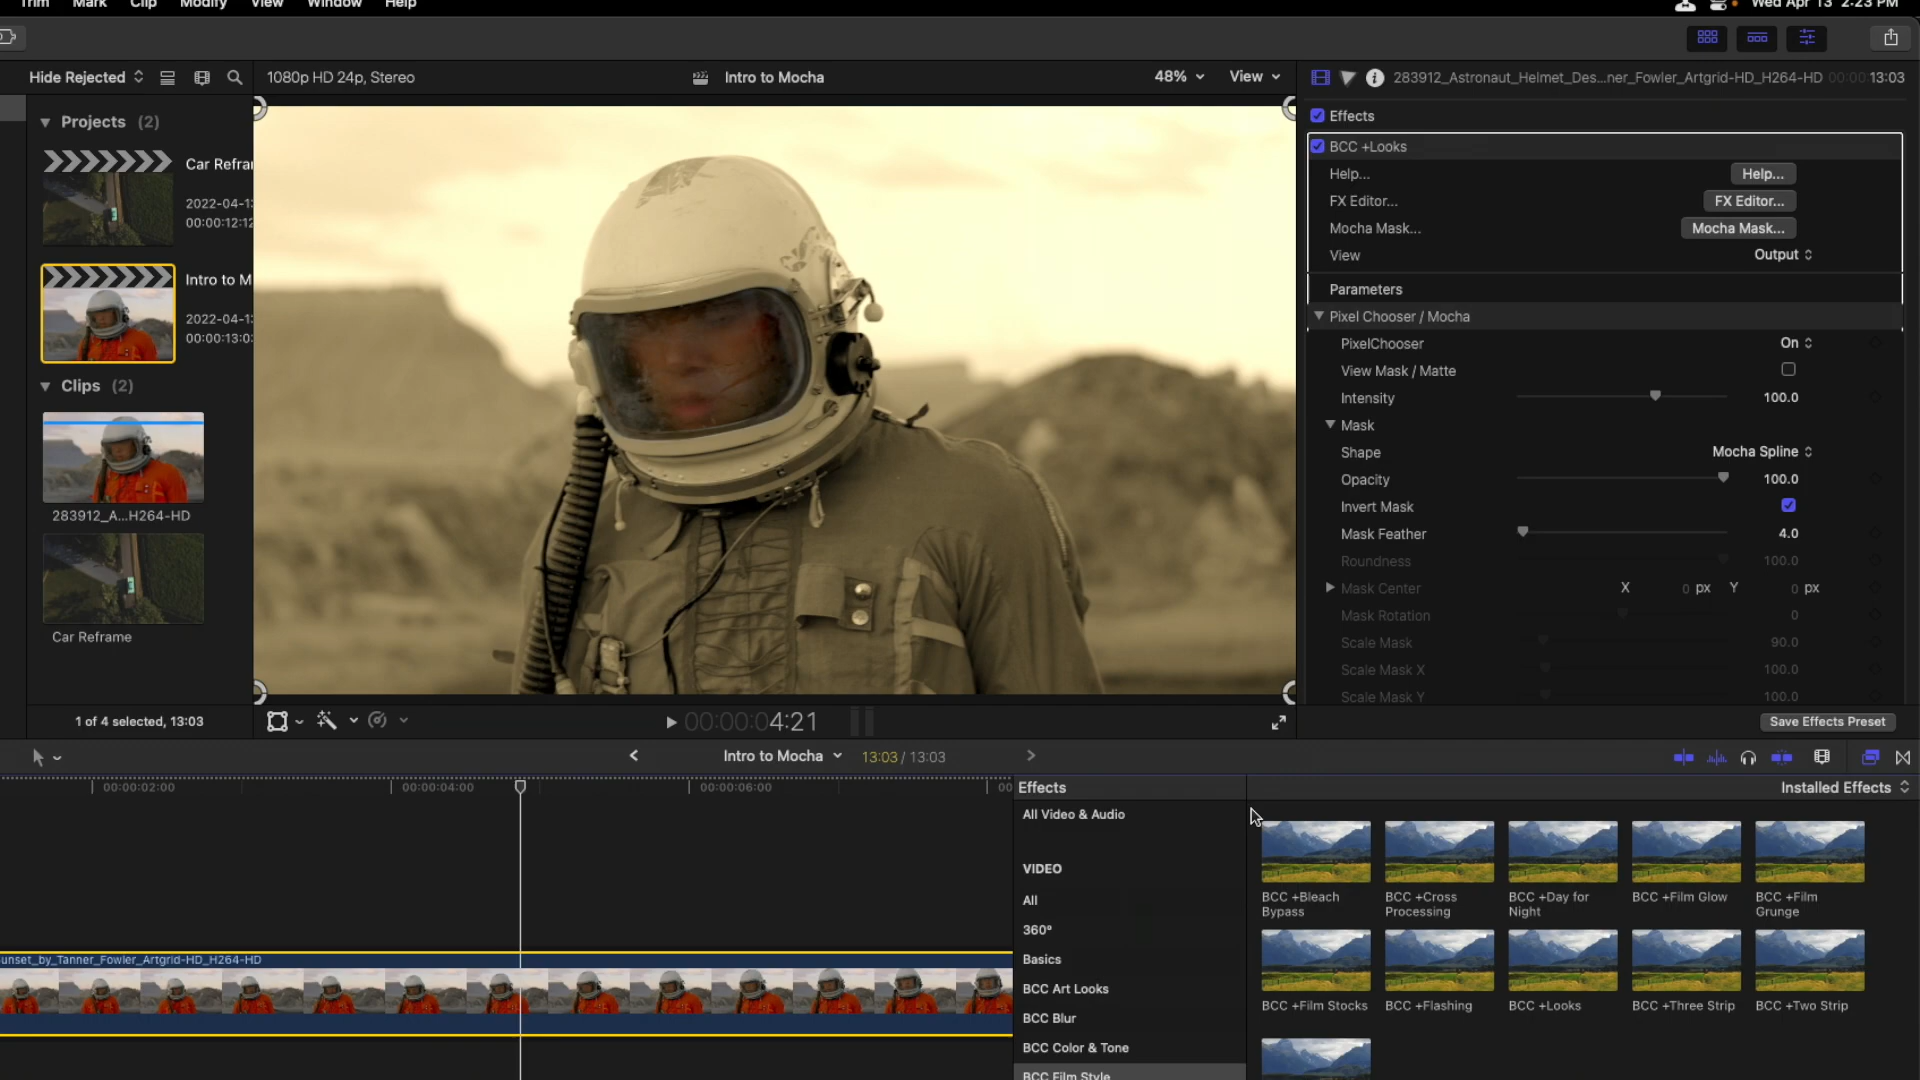 Trim Mark Clip Modify View Window Help
Wed Apr 13 2:23 PM
Hide Rejected
1080p HD 24p, Stereo
Intro to Mocha
48%
View
283912_Astronaut_Helmet_Des...ner_Fowler_Artgrid-HD_H264-HD
00:00:13:03
Projects (2)
Car Refra
2022-04-1
00:00:12:12
Intro to M
2022-04-1
00:00:13:0
Clips (2)
283912_A...H264-HD
Car Reframe
1 of 4 selected, 13:03
00:00:04:21
Effects
BCC +Looks
Help... Help...
FX Editor... FX Editor...
Mocha Mask... Mocha Mask...
View Output
Parameters
Pixel Chooser / Mocha
PixelChooser On
View Mask / Matte
Intensity 100.0
Mask
Shape Mocha Spline
Opacity 100.0
Invert Mask
Mask Feather 4.0
Roundness 100.0
Mask Center X 0 px Y 0 px
Mask Rotation 0
Scale Mask 90.0
Scale Mask X 100.0
Scale Mask Y 100.0
Save Effects Preset
Intro to Mocha 13:03 / 13:03
00:00:02:00 00:00:04:00 00:00:06:00 00
unset_by_Tanner_Fowler_Artgrid-HD_H264-HD
Effects
Installed Effects
All Video & Audio
VIDEO
All
360°
Basics
BCC Art Looks
BCC Blur
BCC Color & Tone
BCC Film Style
BCC +Bleach
Bypass
BCC +Cross
Processing
BCC +Day for
Night
BCC +Film Glow
BCC +Film
Grunge
BCC +Film Stocks
BCC +Flashing
BCC +Looks
BCC +Three Strip
BCC +Two Strip